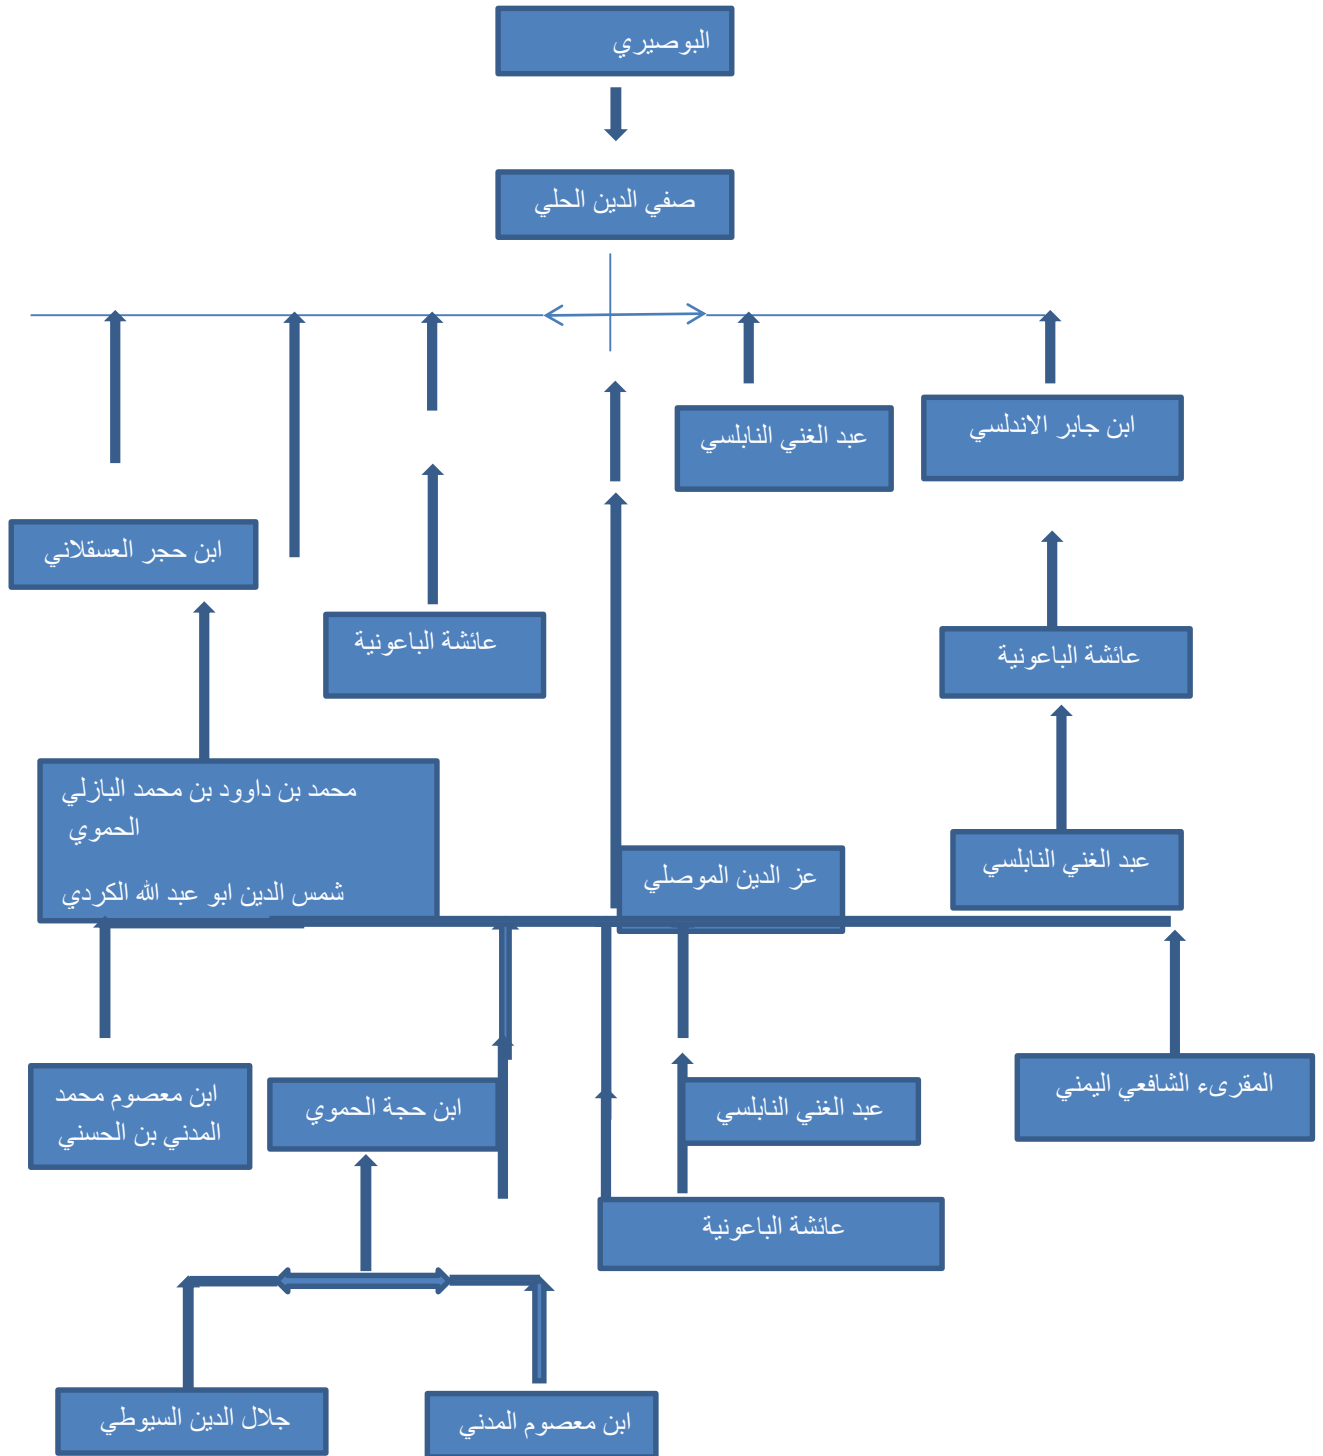 البوصيري
صفي الدين الحلي
ابن جابر الاندلسي
عبد الغني النابلسي
ابن حجر العسقلاني
عائشة الباعونية
عائشة الباعونية
محمد بن داوود بن محمد البازلي
الحموي
شمس الدين ابو عبد الله الكردي
عز الدين الموصلي
عبد الغني النابلسي
المقرىء الشافعي اليمني
عبد الغني النابلسي
ابن حجة الحموي
ابن معصوم محمد
المدني بن الحسني
عائشة الباعونية
ابن معصوم المدني
جلال الدين السيوطي